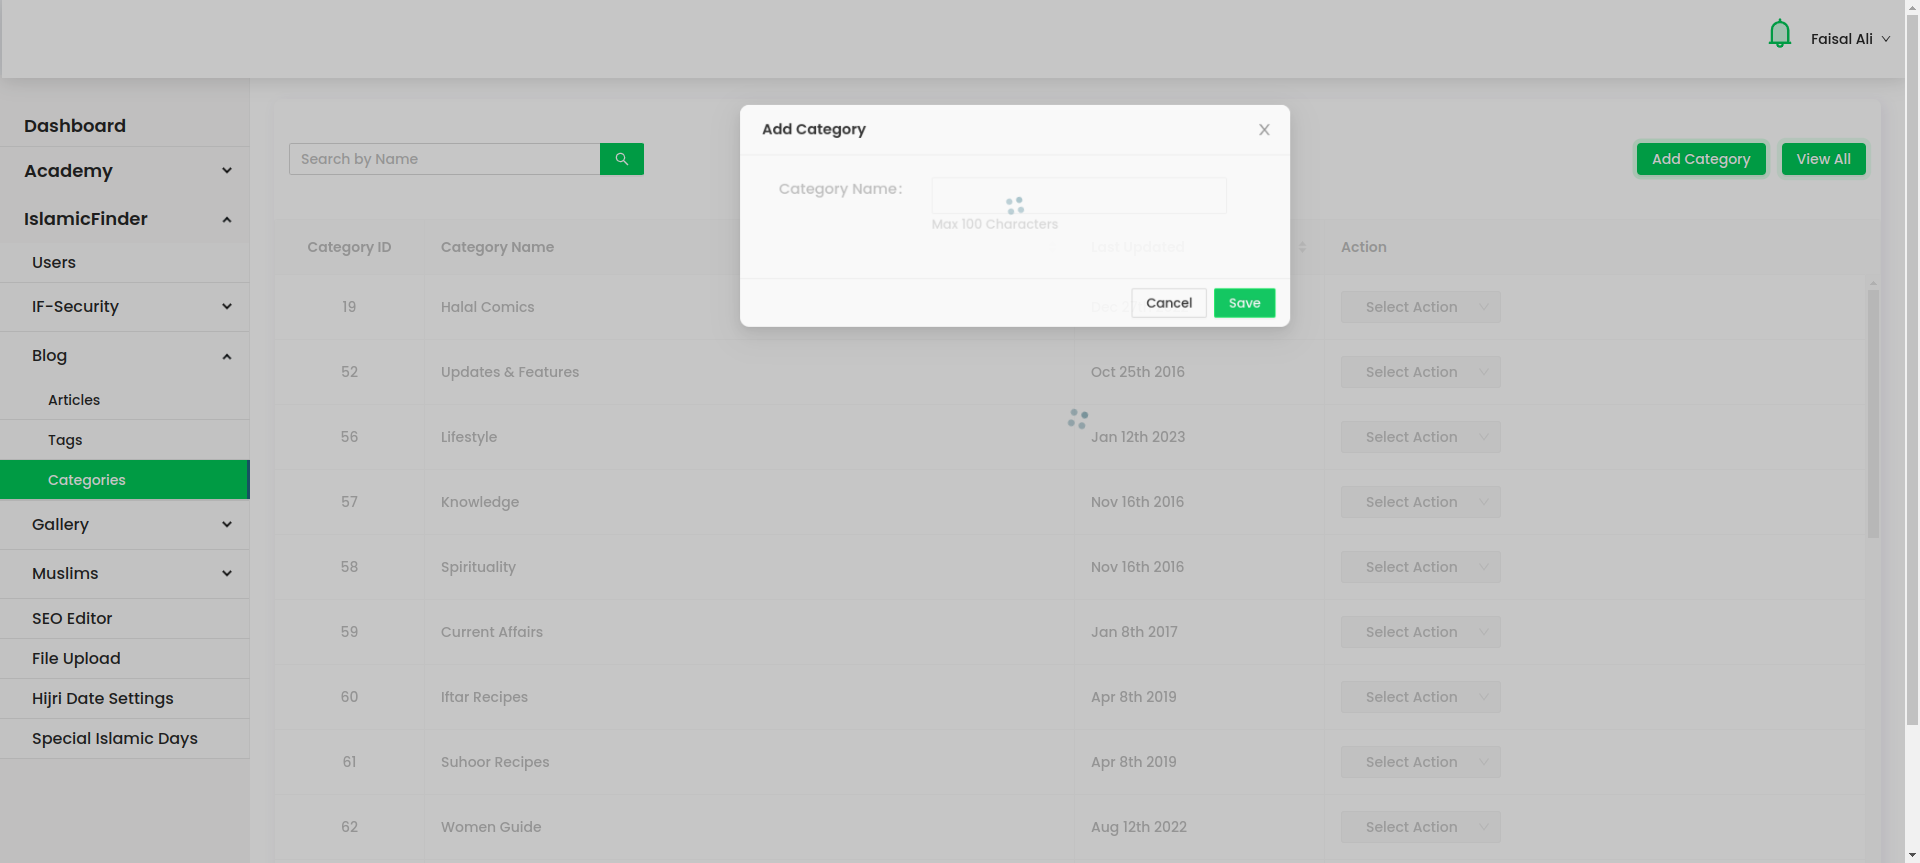 Faisal Ali
Dashboard
Academy
IslamicFinder
Users
IF-Security
Blog
Articles
Tags
Categories
Gallery
Muslims
SEO Editor
File Upload
Hijri Date Settings
Special Islamic Days
Search by Name
Add Category
View All
Add Category
X
Category Name:
Max 100 Characters
Cancel
Save
Category ID Category Name Last Updated Action
19 Halal Comics Dec Select Action
52 Updates & Features Oct 25th 2016 Select Action
56 Lifestyle Jan 12th 2023 Select Action
57 Knowledge Nov 16th 2016 Select Action
58 Spirituality Nov 16th 2016 Select Action
59 Current Affairs Jan 8th 2017 Select Action
60 Iftar Recipes Apr 8th 2019 Select Action
61 Suhoor Recipes Apr 8th 2019 Select Action
62 Women Guide Aug 12th 2022 Select Action